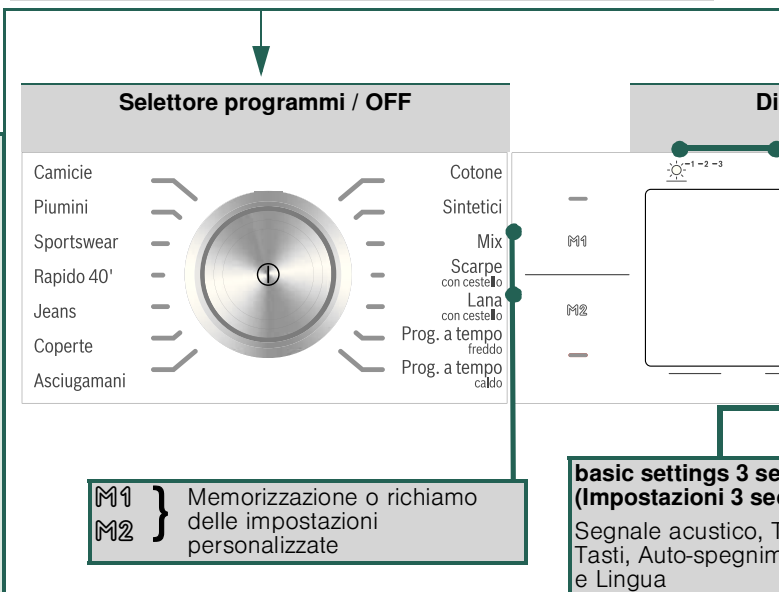 Selettore programmi / OFF
Di
Camicie
Piumini
Sportswear
Rapido 40'
Jeans
Coperte
Asciugamani
Cotone
Sintetici
Mix
Scarpe
con cestello
Lana
con cestello
Prog. a tempo
freddo
Prog. a tempo
caldo
M1
M2
-1 -2 -3
M1
M2
Memorizzazione o richiamo
delle impostazioni
personalizzate
basic settings 3 se
(Impostazioni 3 sec
Segnale acustico, T
Tasti, Auto-spegnim
e Lingua